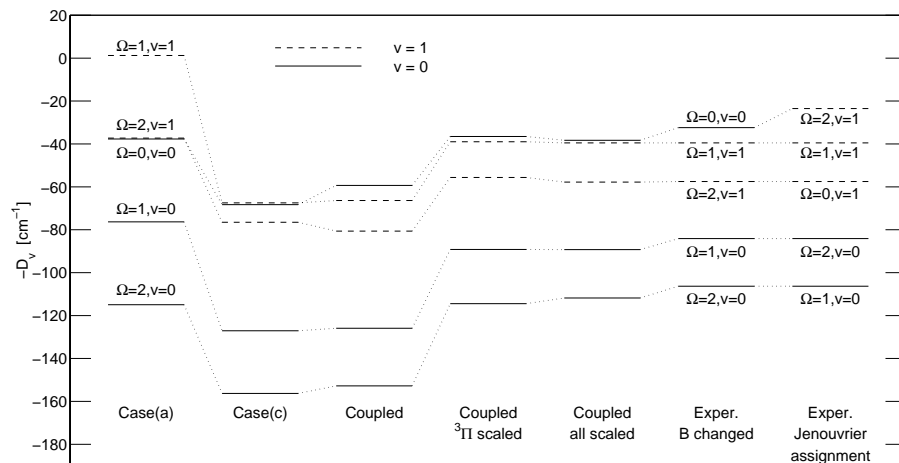 20
0
−20
−40
−60
−80
−100
−120
−140
−160
−180
−D_v [cm⁻¹]
v = 1
v = 0
Ω=1,v=1
Ω=2,v=1
Ω=0,v=0
Ω=1,v=0
Ω=2,v=0
Ω=0,v=0
Ω=1,v=1
Ω=2,v=1
Ω=1,v=0
Ω=2,v=0
Ω=2,v=1
Ω=1,v=1
Ω=0,v=1
Ω=2,v=0
Ω=1,v=0
Case(a)
Case(c)
Coupled
Coupled
³Π scaled
Coupled
all scaled
Exper.
B changed
Exper.
Jenouvrier
assignment